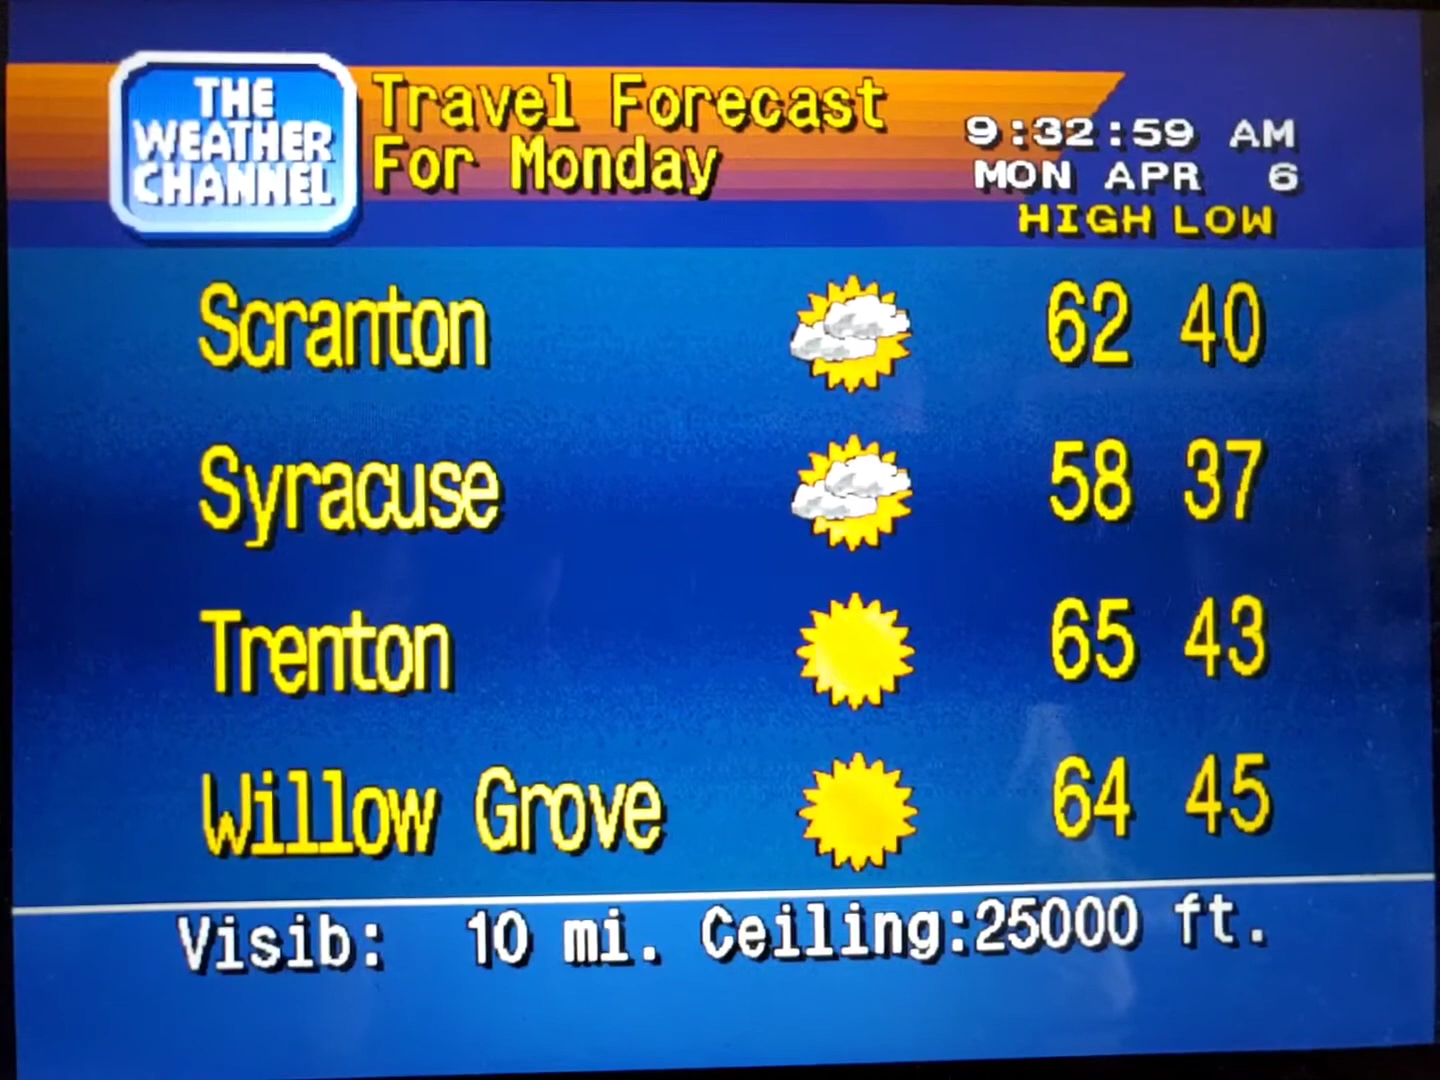 THE
WEATHER
CHANNEL
Travel Forecast
For Monday
9:32:59 AM
MON APR 6
HIGH LOW
Scranton 62 40
Syracuse 58 37
Trenton 65 43
Willow Grove 64 45
Visib: 10 mi. Ceiling:25000 ft.